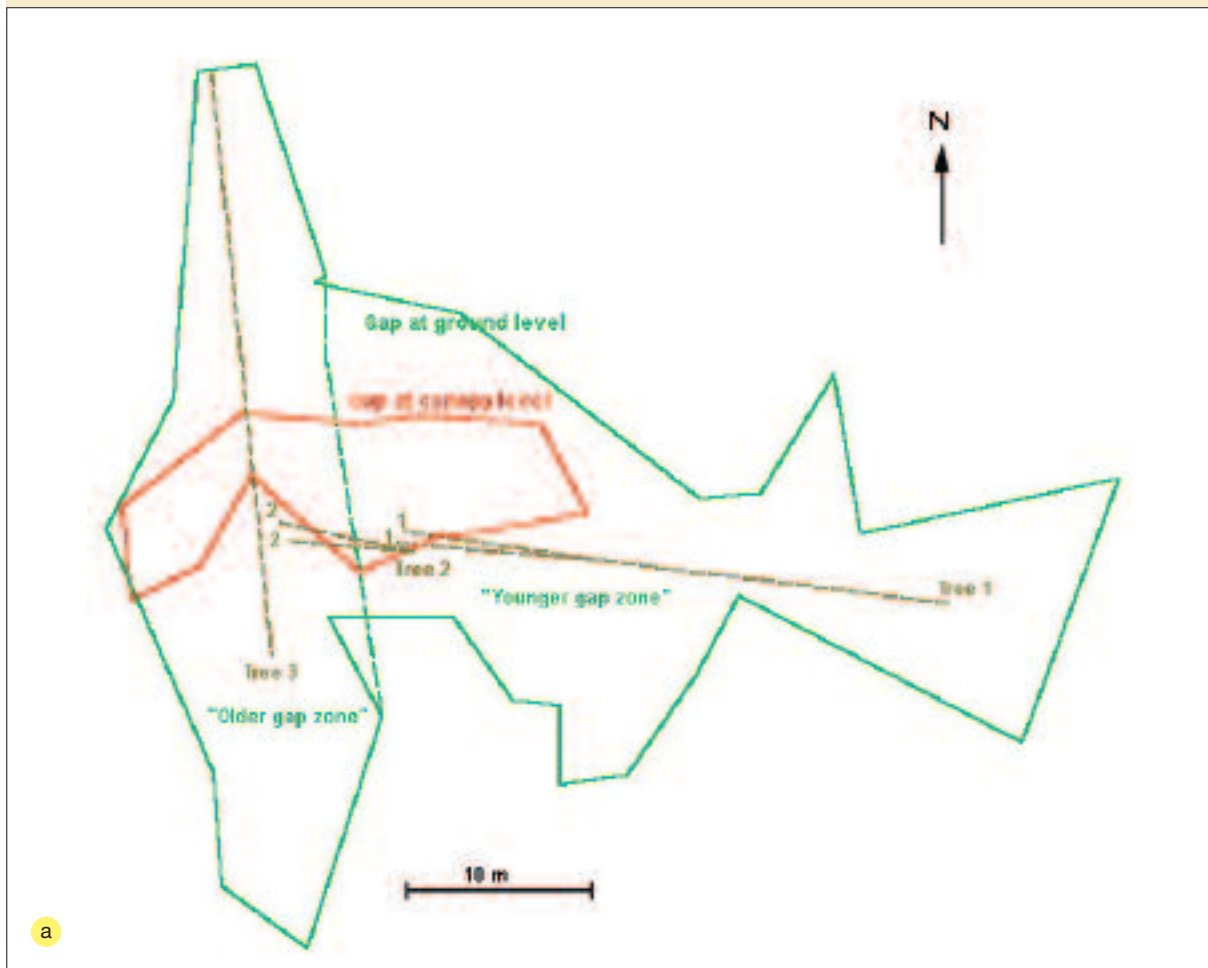 N
Gap at ground level
Gap at canopy level
2
1
2
1
Tree 2
"Younger gap zone"
Tree 1
Tree 3
"Older gap zone"
10 m
a